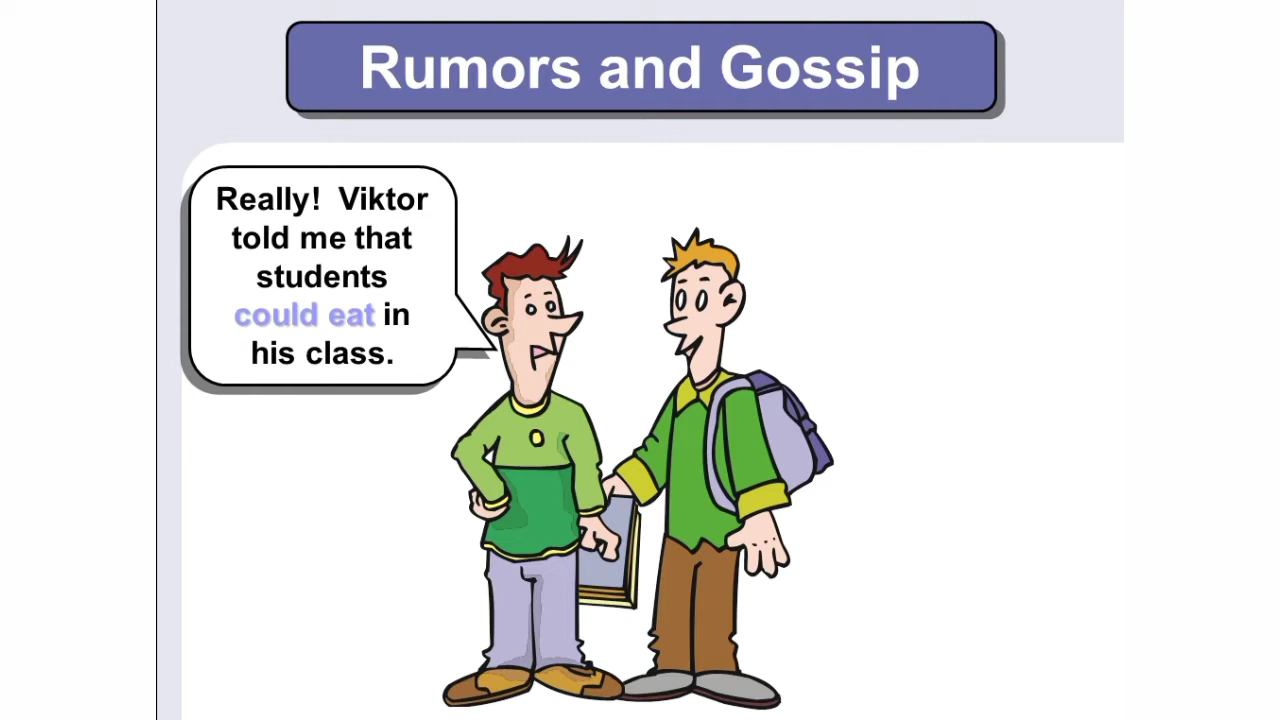 Rumors and Gossip
Really!  Viktor
told me that
students
could eat in
his class.